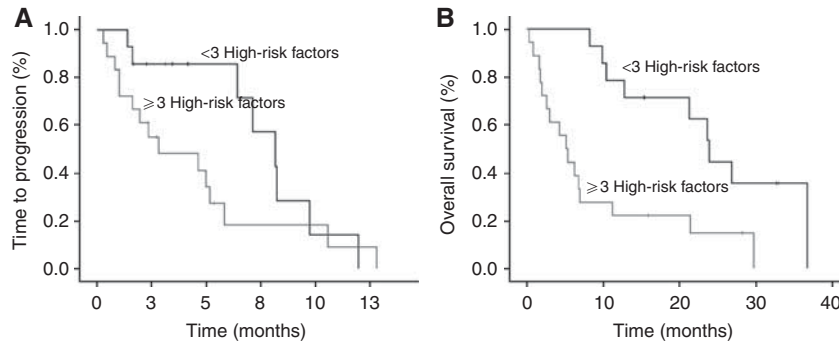 A
Time to progression (%)
1.0
0.8
0.6
0.4
0.2
0.0
<3 High-risk factors
⩾3 High-risk factors
0 3 5 8 10 13
Time (months)
B
Overall survival (%)
1.0
0.8
0.6
0.4
0.2
0.0
<3 High-risk factors
⩾3 High-risk factors
0 10 20 30 40
Time (months)